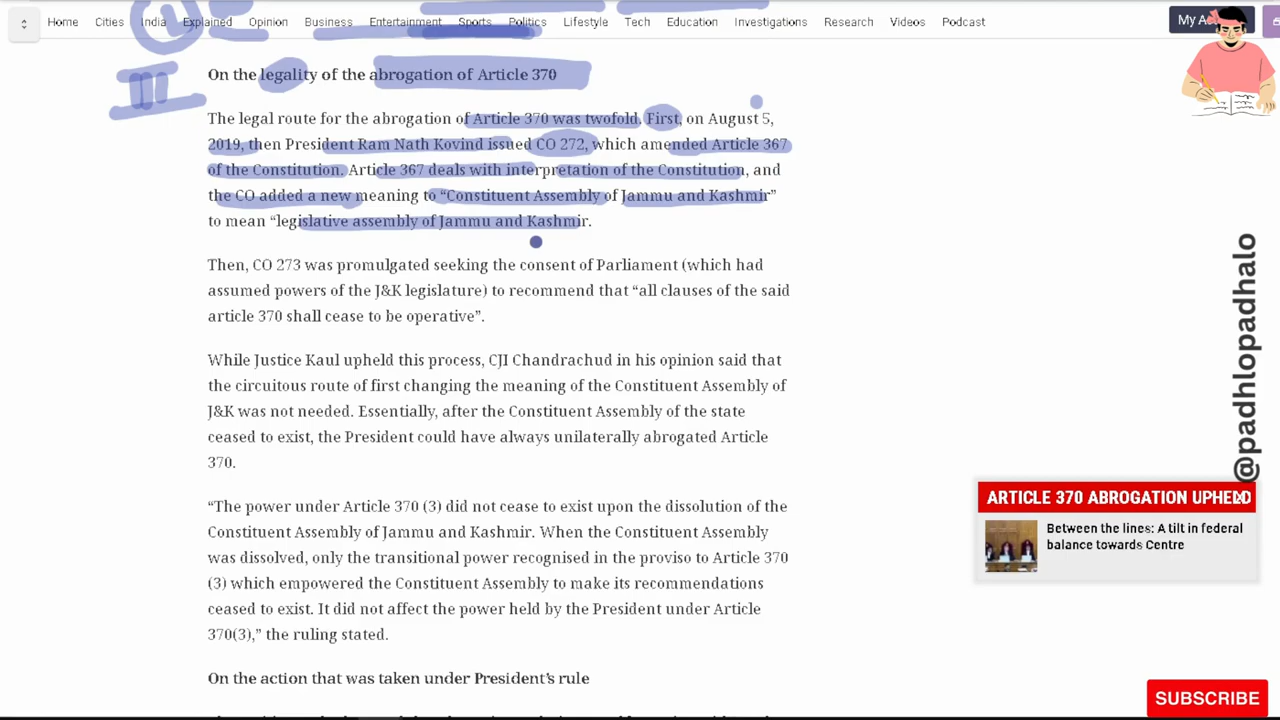 Home Cities India Explained Opinion Business Entertainment Sports Politics Lifestyle Tech Education Investigations Research Videos Podcast
On the legality of the abrogation of Article 370
The legal route for the abrogation of Article 370 was twofold. First, on August 5,
2019, then President Ram Nath Kovind issued CO 272, which amended Article 367
of the Constitution. Article 367 deals with interpretation of the Constitution, and
the CO added a new meaning to “Constituent Assembly of Jammu and Kashmir”
to mean “legislative assembly of Jammu and Kashmir.
Then, CO 273 was promulgated seeking the consent of Parliament (which had
assumed powers of the J&K legislature) to recommend that “all clauses of the said
article 370 shall cease to be operative”.
While Justice Kaul upheld this process, CJI Chandrachud in his opinion said that
the circuitous route of first changing the meaning of the Constituent Assembly of
J&K was not needed. Essentially, after the Constituent Assembly of the state
ceased to exist, the President could have always unilaterally abrogated Article
370.
“The power under Article 370 (3) did not cease to exist upon the dissolution of the
Constituent Assembly of Jammu and Kashmir. When the Constituent Assembly
was dissolved, only the transitional power recognised in the proviso to Article 370
(3) which empowered the Constituent Assembly to make its recommendations
ceased to exist. It did not affect the power held by the President under Article
370(3),” the ruling stated.
On the action that was taken under President’s rule
@padhlopadhalo
ARTICLE 370 ABROGATION UPHELD
Between the lines: A tilt in federal
balance towards Centre
SUBSCRIBE